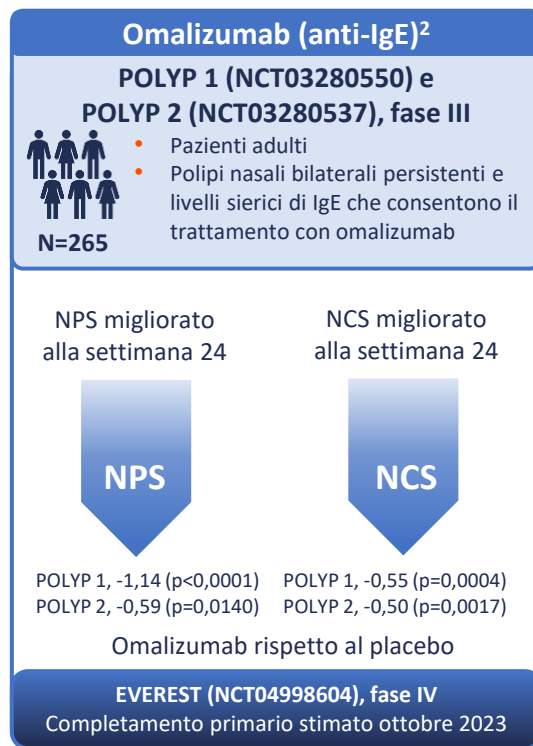 Omalizumab (anti-IgE)2
POLYP 1 (NCT03280550) e
POLYP 2 (NCT03280537), fase III
• Pazienti adulti
• Polipi nasali bilaterali persistenti e
livelli sierici di IgE che consentono il
trattamento con omalizumab
N=265
NPS migliorato
alla settimana 24
NCS migliorato
alla settimana 24
NPS
NCS
POLYP 1, -1,14 (p<0,0001)
POLYP 2, -0,59 (p=0,0140)
POLYP 1, -0,55 (p=0,0004)
POLYP 2, -0,50 (p=0,0017)
Omalizumab rispetto al placebo
EVEREST (NCT04998604), fase IV
Completamento primario stimato ottobre 2023